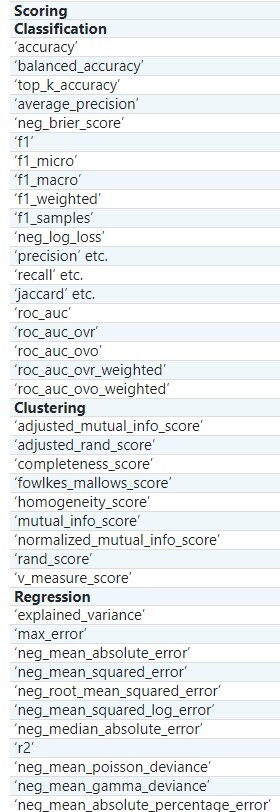 Scoring
Classification
‘accuracy’
‘balanced_accuracy’
‘top_k_accuracy’
‘average_precision’
‘neg_brier_score’
‘f1’
‘f1_micro’
‘f1_macro’
‘f1_weighted’
‘f1_samples’
‘neg_log_loss’
‘precision’ etc.
‘recall’ etc.
‘jaccard’ etc.
‘roc_auc’
‘roc_auc_ovr’
‘roc_auc_ovo’
‘roc_auc_ovr_weighted’
‘roc_auc_ovo_weighted’
Clustering
‘adjusted_mutual_info_score’
‘adjusted_rand_score’
‘completeness_score’
‘fowlkes_mallows_score’
‘homogeneity_score’
‘mutual_info_score’
‘normalized_mutual_info_score’
‘rand_score’
‘v_measure_score’
Regression
‘explained_variance’
‘max_error’
‘neg_mean_absolute_error’
‘neg_mean_squared_error’
‘neg_root_mean_squared_error’
‘neg_mean_squared_log_error’
‘neg_median_absolute_error’
‘r2’
‘neg_mean_poisson_deviance’
‘neg_mean_gamma_deviance’
‘neg_mean_absolute_percentage_error’